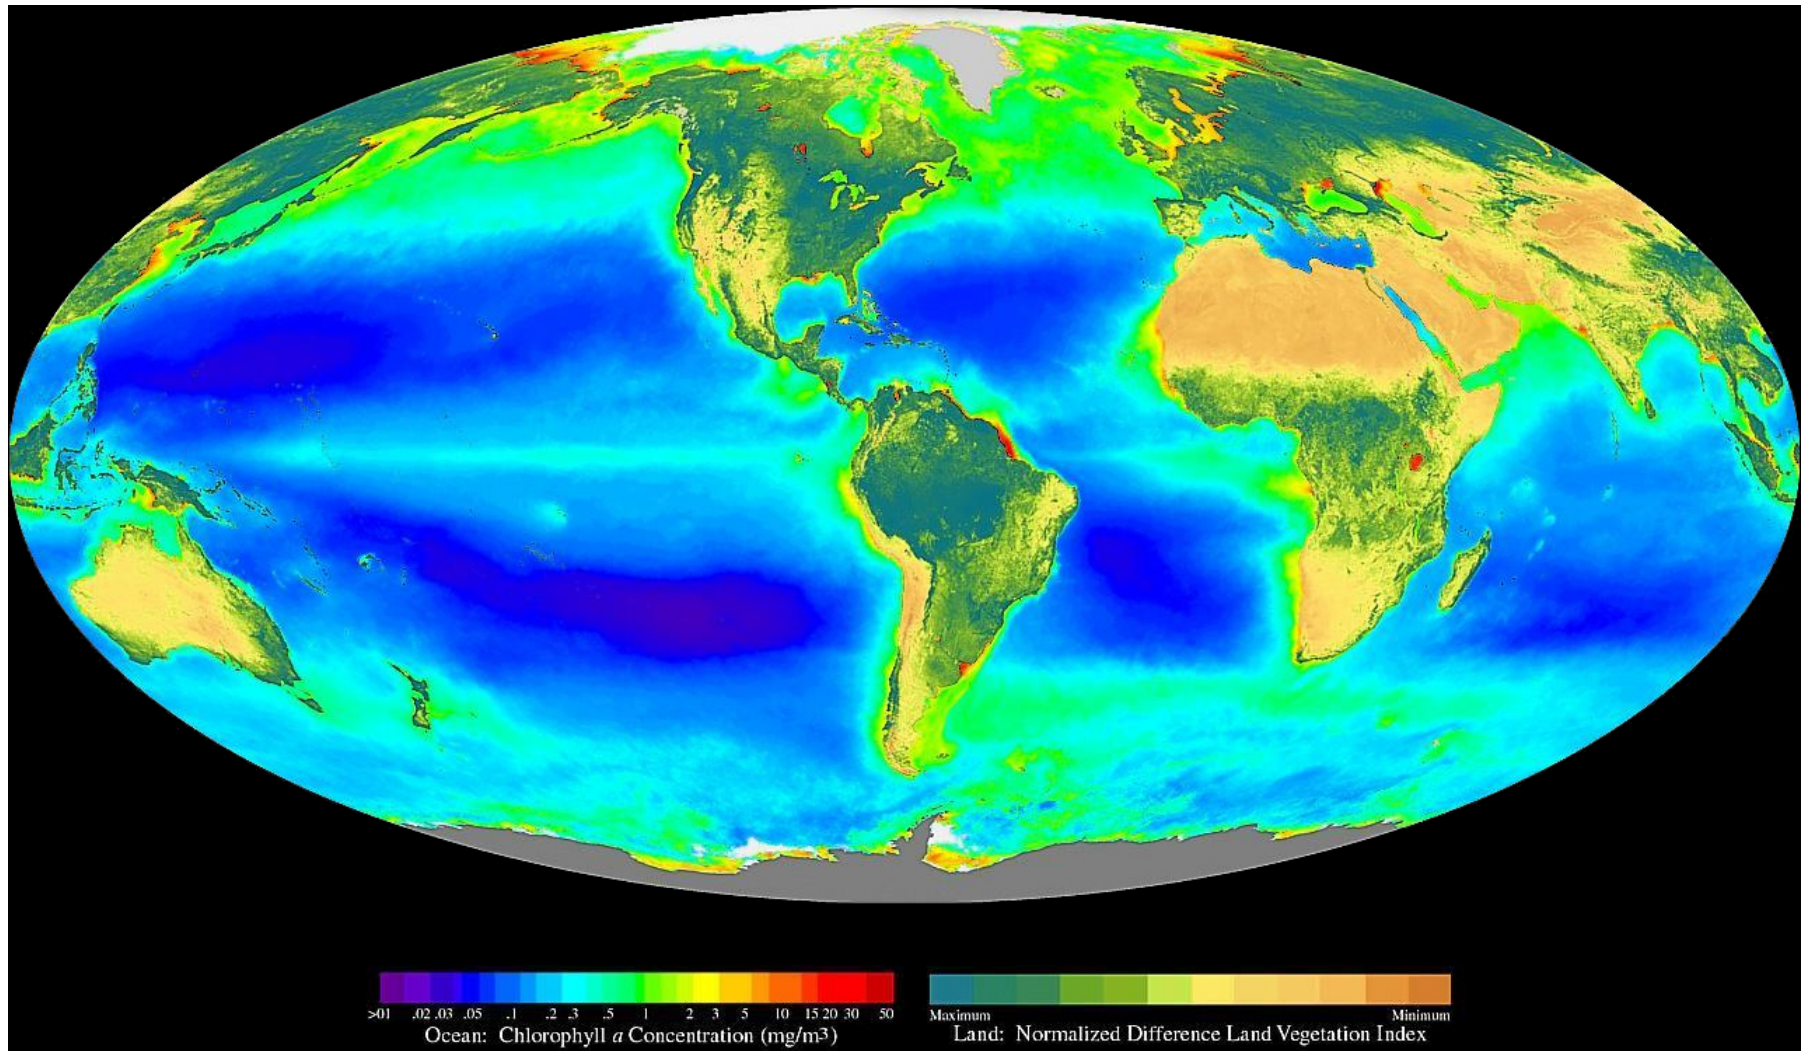 >01 .02 .03 .05 .1 .2 .3 .5 1 2 3 5 10 15 20 30 50
Ocean: Chlorophyll a Concentration (mg/m3)
Maximum Minimum
Land: Normalized Difference Land Vegetation Index